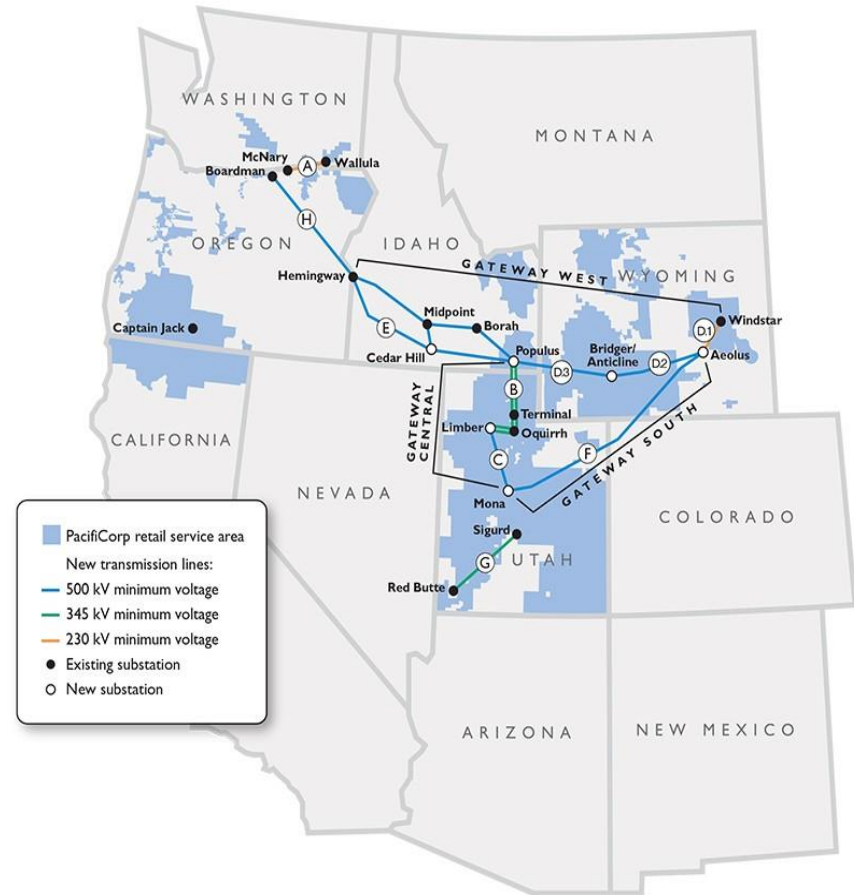 WASHINGTON
MONTANA
McNary
A
Wallula
Boardman
H
OREGON
IDAHO
GATEWAY WEST
WYOMING
Hemingway
Midpoint
Borah
D.1
Windstar
Captain Jack
E
Cedar Hill
Populus
D.3
Bridger/
Anticline
D.2
Aeolus
B
GATEWAY
CENTRAL
Terminal
Limber
Oquirrh
CALIFORNIA
C
F
GATEWAY SOUTH
NEVADA
Mona
COLORADO
Sigurd
UTAH
G
Red Butte
PacifiCorp retail service area
New transmission lines:
500 kV minimum voltage
345 kV minimum voltage
230 kV minimum voltage
Existing substation
New substation
ARIZONA
NEW MEXICO